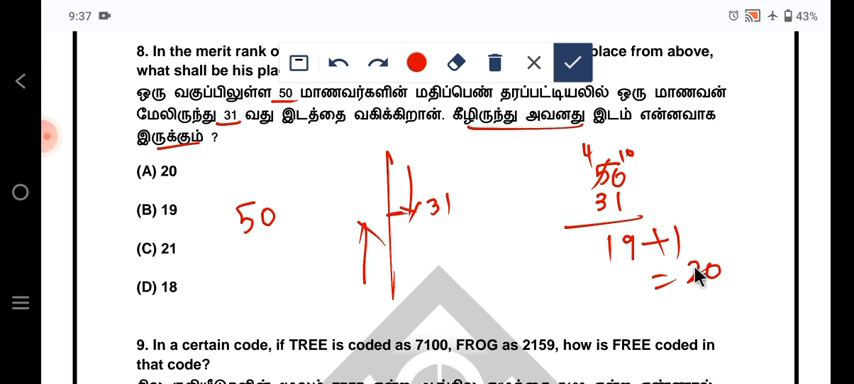 9:37 43%
8. In the merit rank o place from above,
what shall be his pla
ஒரு வகுப்பிலுள்ள 50 மாணவர்களின் மதிப்பெண் தரப்பட்டியலில் ஒரு மாணவன்
மேலிருந்து 31 வது இடத்தை வகிக்கிறான். கீழிருந்து அவனது இடம் என்னவாக
இருக்கும் ?
(A) 20
(B) 19
(C) 21
(D) 18
50
31
4 10
50
31
19 + 1
= 20
9. In a certain code, if TREE is coded as 7100, FROG as 2159, how is FREE coded in
that code?